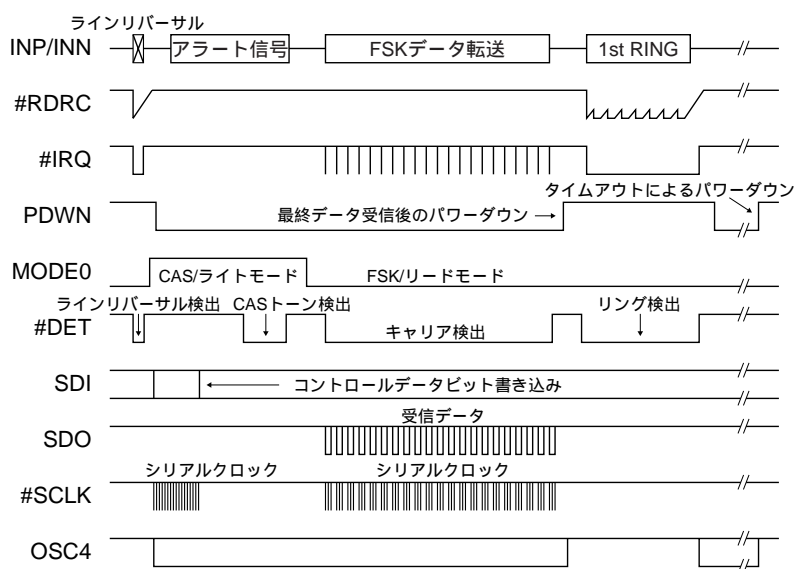 ラインリバーサル
INP/INN アラート信号 FSKデータ転送 1st RING
#RDRC
#IRQ
タイムアウトによるパワーダウン
PDWN 最終データ受信後のパワーダウン
MODE0 CAS/ライトモード FSK/リードモード
ラインリバーサル検出 CASトーン検出 リング検出
#DET キャリア検出
SDI コントロールデータビット書き込み
受信データ
SDO
シリアルクロック シリアルクロック
#SCLK
OSC4